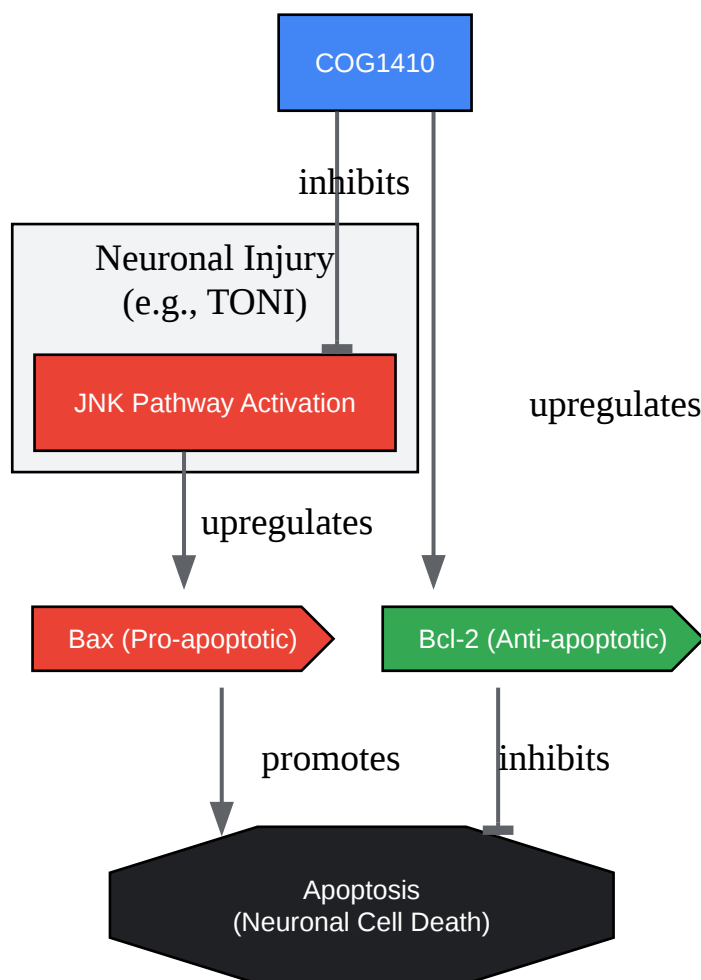 COG1410
inhibits
Neuronal Injury
(e.g., TONI)
JNK Pathway Activation
upregulates
upregulates
Bax (Pro-apoptotic)
Bcl-2 (Anti-apoptotic)
promotes
inhibits
Apoptosis
(Neuronal Cell Death)